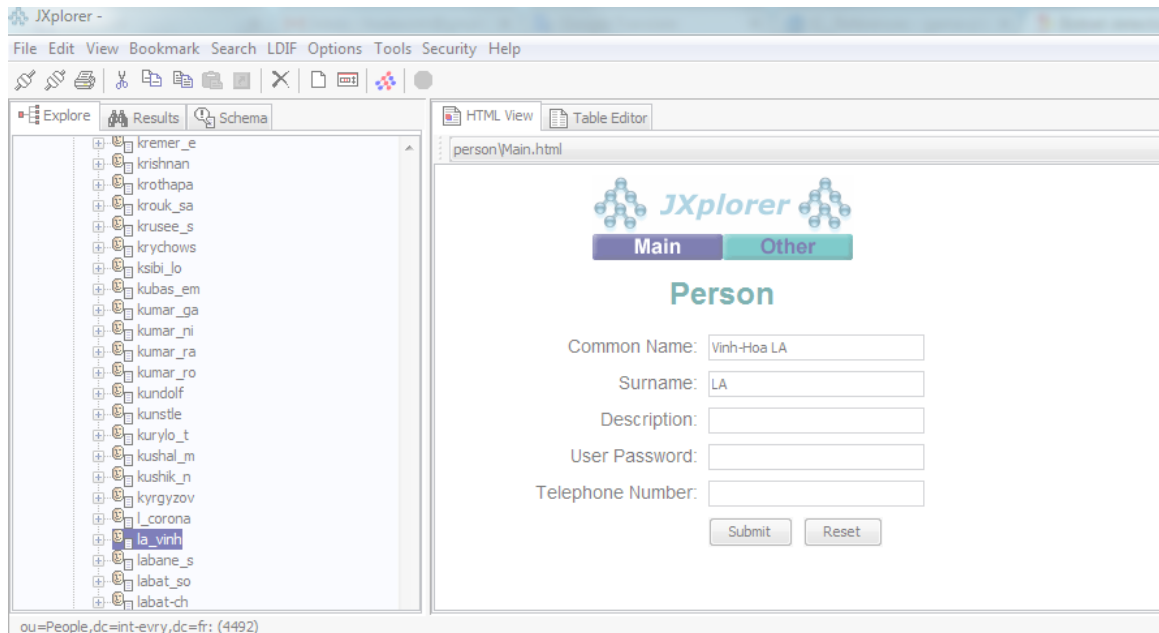 JXplorer -
File Edit View Bookmark Search LDIF Options Tools Security Help
Explore Results Schema
kremer_e
krishnan
krothapa
krouk_sa
krusee_s
krychows
ksibi_lo
kubas_em
kumar_ga
kumar_ni
kumar_ra
kumar_ro
kundolf
kunstle
kurylo_t
kushal_m
kushik_n
kyrgyzov
l_corona
la_vinh
labane_s
labat_so
labat-ch
HTML View Table Editor
person\Main.html
JXplorer
Main Other
Person
Common Name: Vinh-Hoa LA
Surname: LA
Description:
User Password:
Telephone Number:
Submit Reset
ou=People,dc=int-evry,dc=fr: (4492)